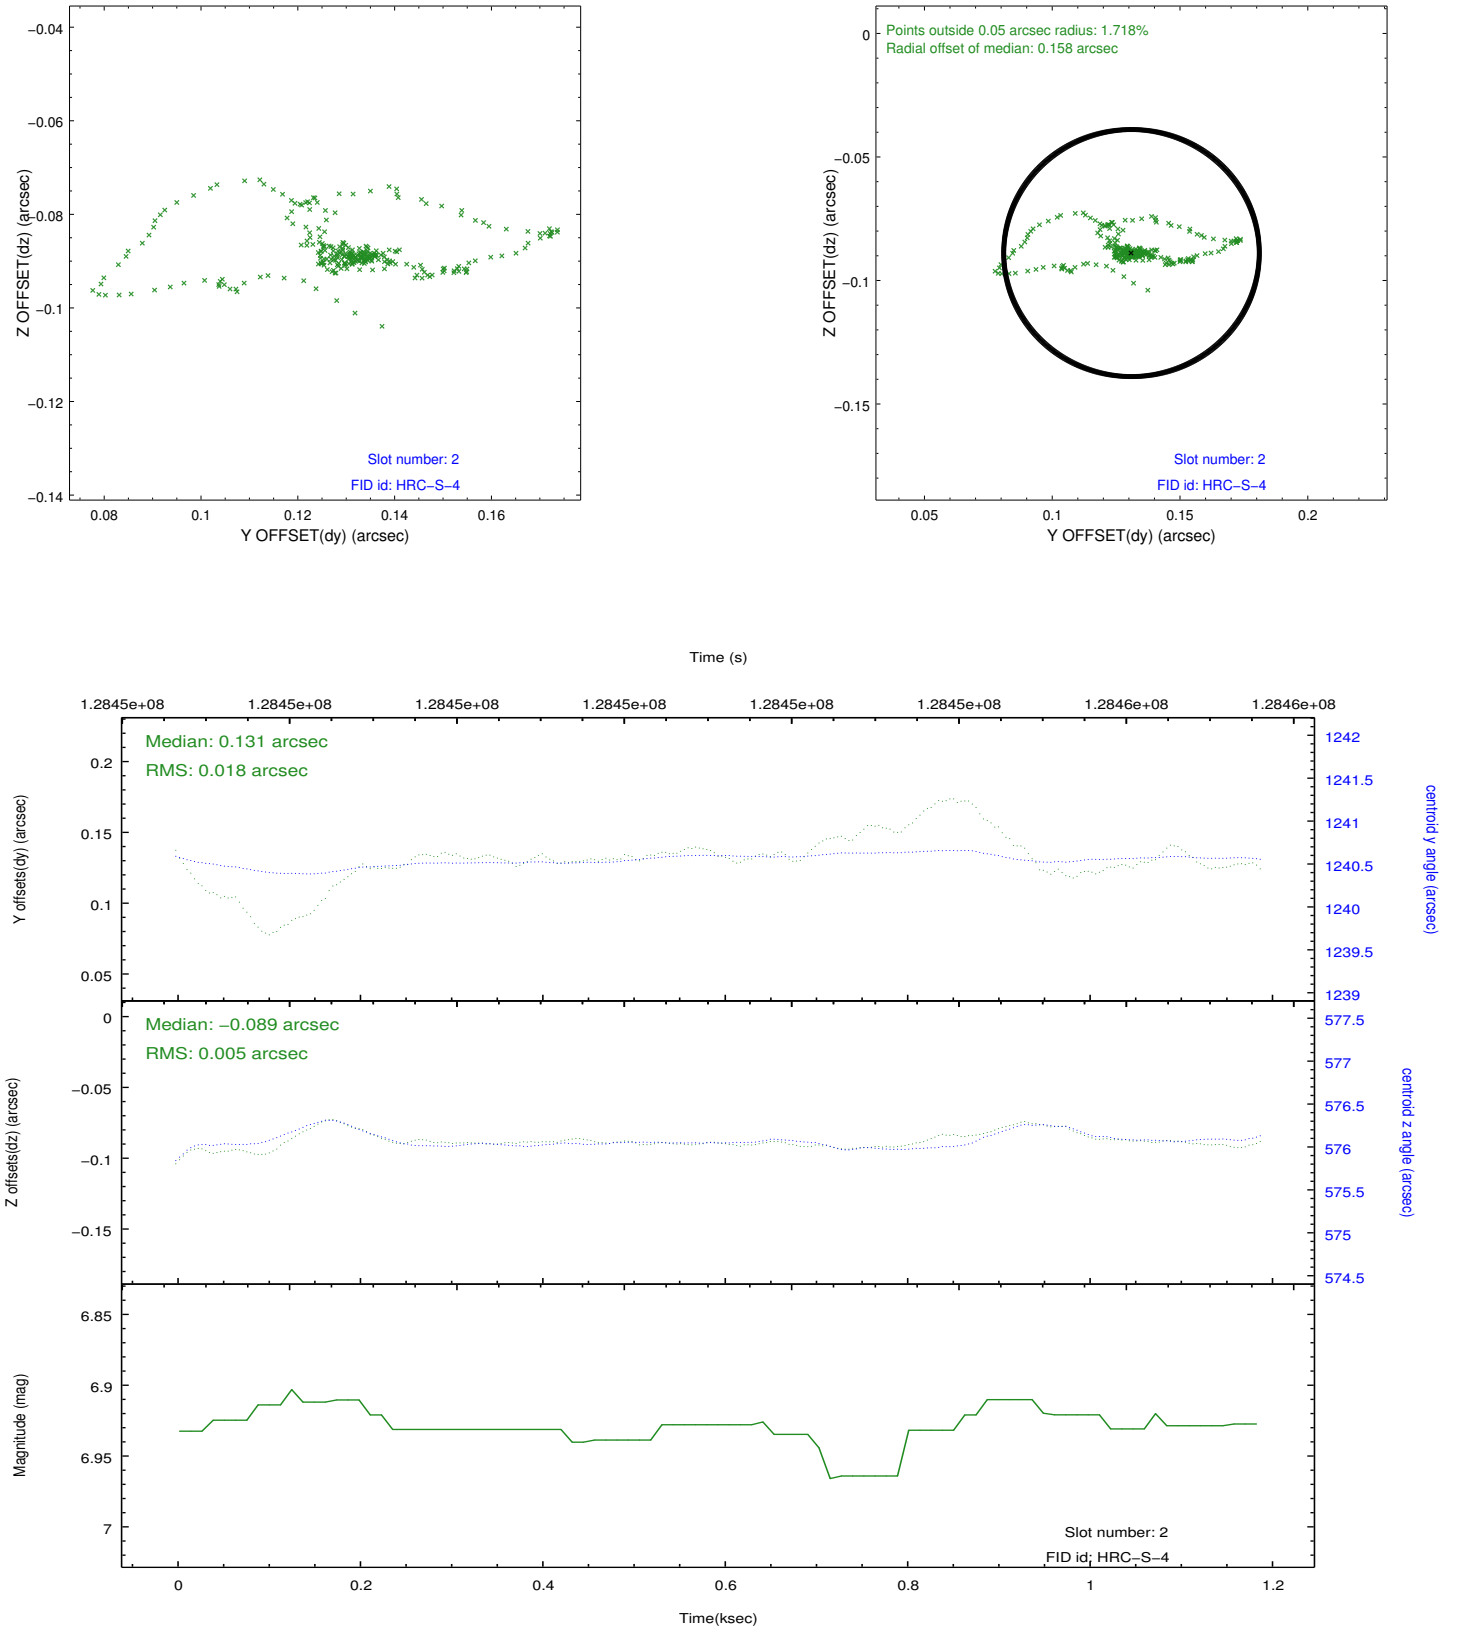 −0.04
−0.06
−0.08
−0.1
−0.12
−0.14
Z OFFSET(dz) (arcsec)
0.08
0.1
0.12
0.14
0.16
Y OFFSET(dy) (arcsec)
Slot number: 2
FID id: HRC−S−4
Points outside 0.05 arcsec radius: 1.718%
Radial offset of median: 0.158 arcsec
0
−0.05
−0.1
−0.15
Z OFFSET(dz) (arcsec)
0.05
0.1
0.15
0.2
Y OFFSET(dy) (arcsec)
Slot number: 2
FID id: HRC−S−4
Time (s)
1.2845e+08 1.2845e+08 1.2845e+08 1.2845e+08 1.2845e+08 1.2845e+08 1.2846e+08 1.2846e+08
Median: 0.131 arcsec
RMS: 0.018 arcsec
0.2
0.15
0.1
0.05
Y offsets(dy) (arcsec)
1242
1241.5
1241
1240.5
1240
1239.5
1239
centroid y angle (arcsec)
Median: −0.089 arcsec
RMS: 0.005 arcsec
0
−0.05
−0.1
−0.15
Z offsets(dz) (arcsec)
577.5
577
576.5
576
575.5
575
574.5
centroid z angle (arcsec)
6.85
6.9
6.95
7
Magnitude (mag)
Slot number: 2
FID id: HRC−S−4
0 0.2 0.4 0.6 0.8 1 1.2
Time(ksec)